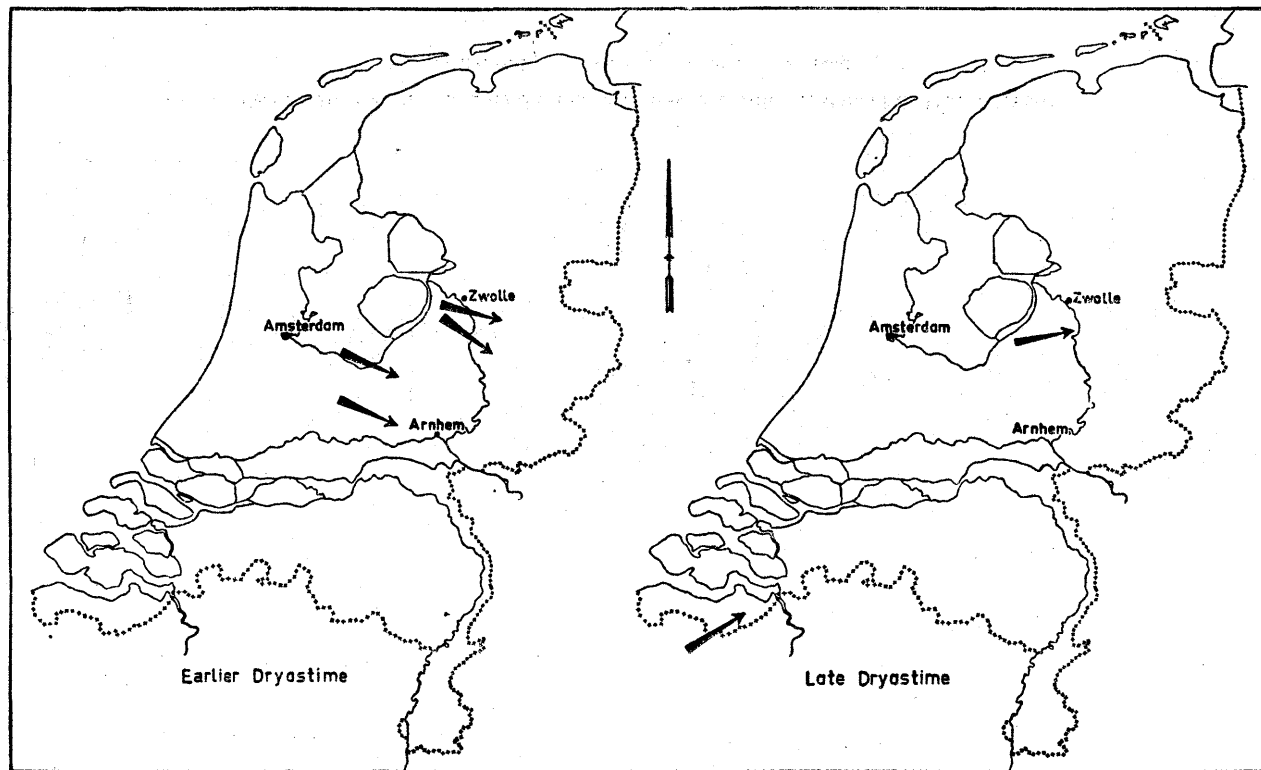 Zwolle
Amsterdam
Arnhem
Earlier Dryastime
Zwolle
Amsterdam
Arnhem
Late Dryastime